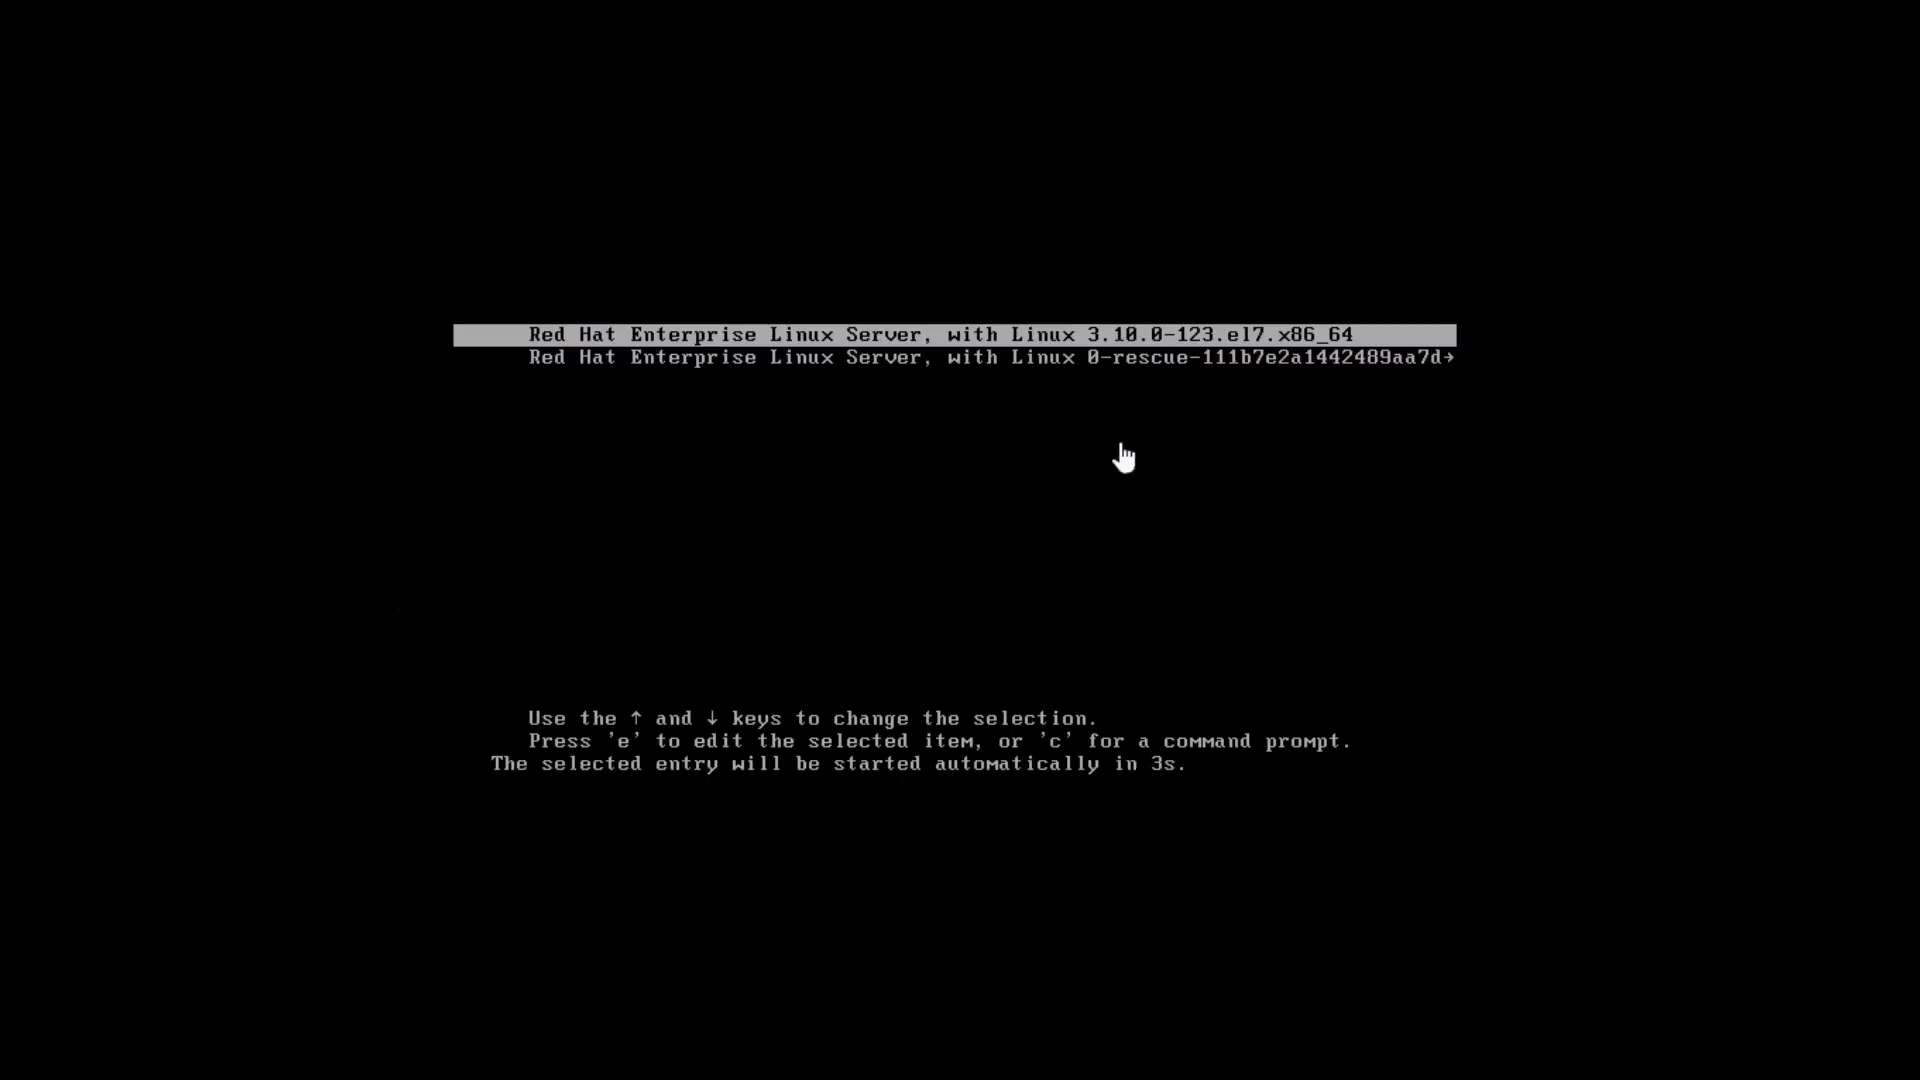 Red Hat Enterprise Linux Server, with Linux 3.10.0-123.el7.x86_64
Red Hat Enterprise Linux Server, with Linux 0-rescue-111b7e2a1442489aa7d→
Use the ↑ and ↓ keys to change the selection.
Press 'e' to edit the selected item, or 'c' for a command prompt.
The selected entry will be started automatically in 3s.